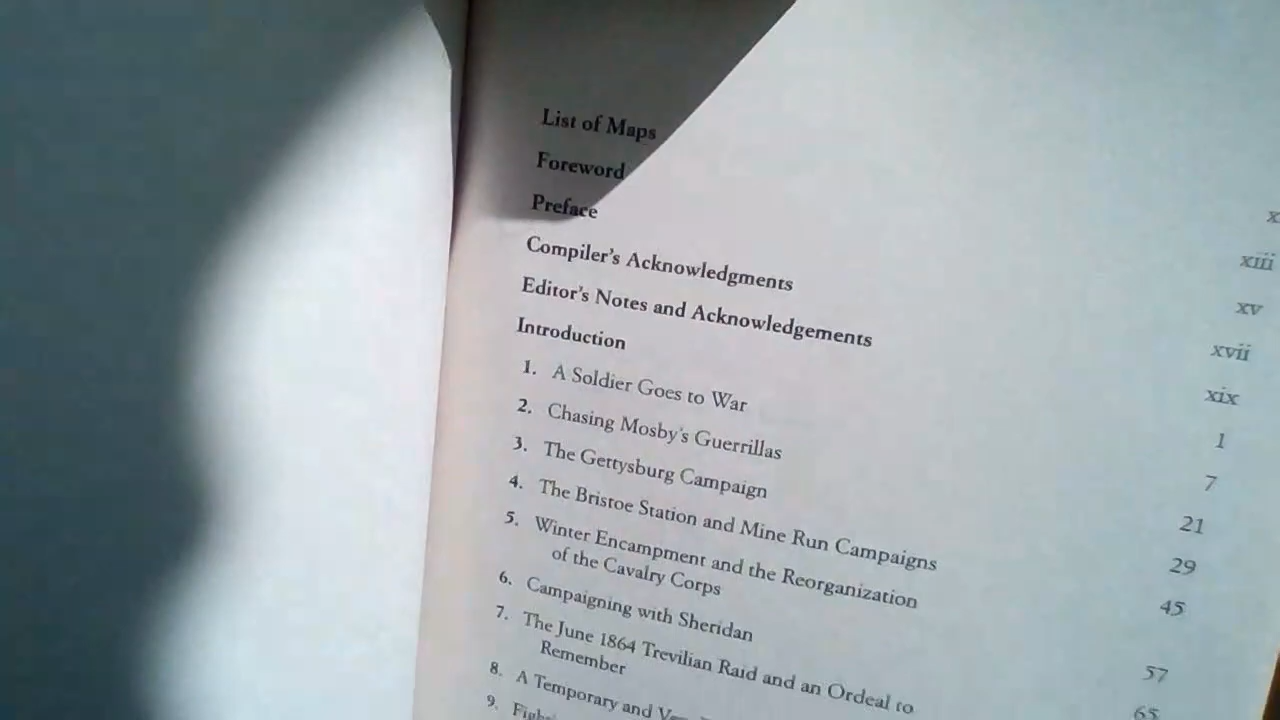 List of Maps
Foreword xiii
Preface xv
Compiler's Acknowledgments xvii
Editor's Notes and Acknowledgements xix
Introduction 1
1. A Soldier Goes to War 7
2. Chasing Mosby's Guerrillas 21
3. The Gettysburg Campaign 29
4. The Bristoe Station and Mine Run Campaigns 45
5. Winter Encampment and the Reorganization
of the Cavalry Corps 57
6. Campaigning with Sheridan 65
7. The June 1864 Trevilian Raid and an Ordeal to
Remember
8. A Temporary and
9.